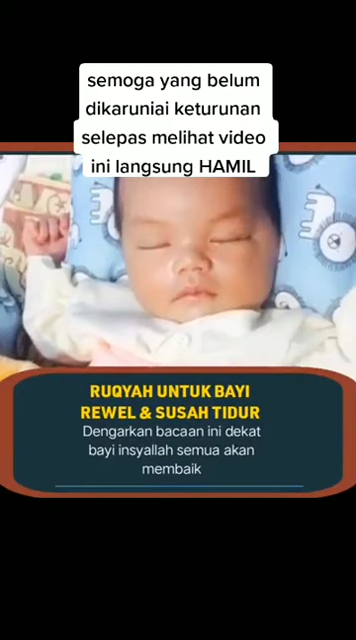 semoga yang belum
dikaruniai keturunan
selepas melihat video
ini langsung HAMIL
RUQYAH UNTUK BAYI
REWEL & SUSAH TIDUR
Dengarkan bacaan ini dekat
bayi insyallah semua akan
membaik